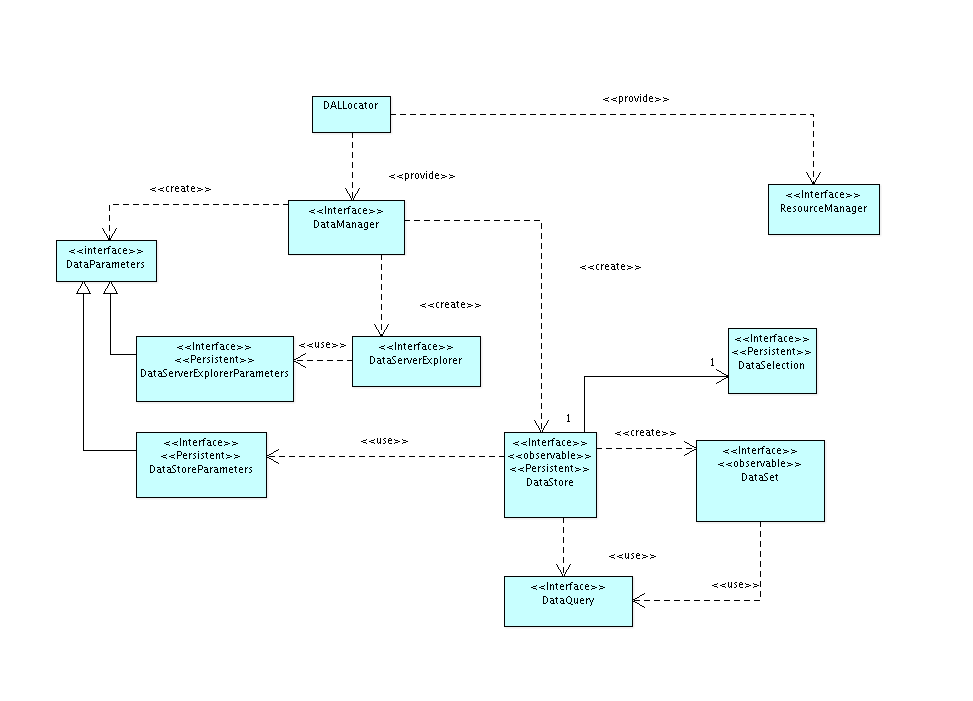 DALLocator
<<provide>>
<<provide>>
<<create>>
<<Interface>>
ResourceManager
<<Interface>>
DataManager
<<interface>>
DataParameters
<<create>>
<<create>>
<<use>>
<<Interface>>
<<Persistent>>
DataServerExplorerParameters
<<Interface>>
DataServerExplorer
<<Interface>>
<<Persistent>>
DataSelection
1
1
<<Interface>>
<<Persistent>>
DataStoreParameters
<<use>>
<<Interface>>
<<observable>>
<<Persistent>>
DataStore
<<create>>
<<Interface>>
<<observable>>
DataSet
<<use>>
<<use>>
<<Interface>>
DataQuery